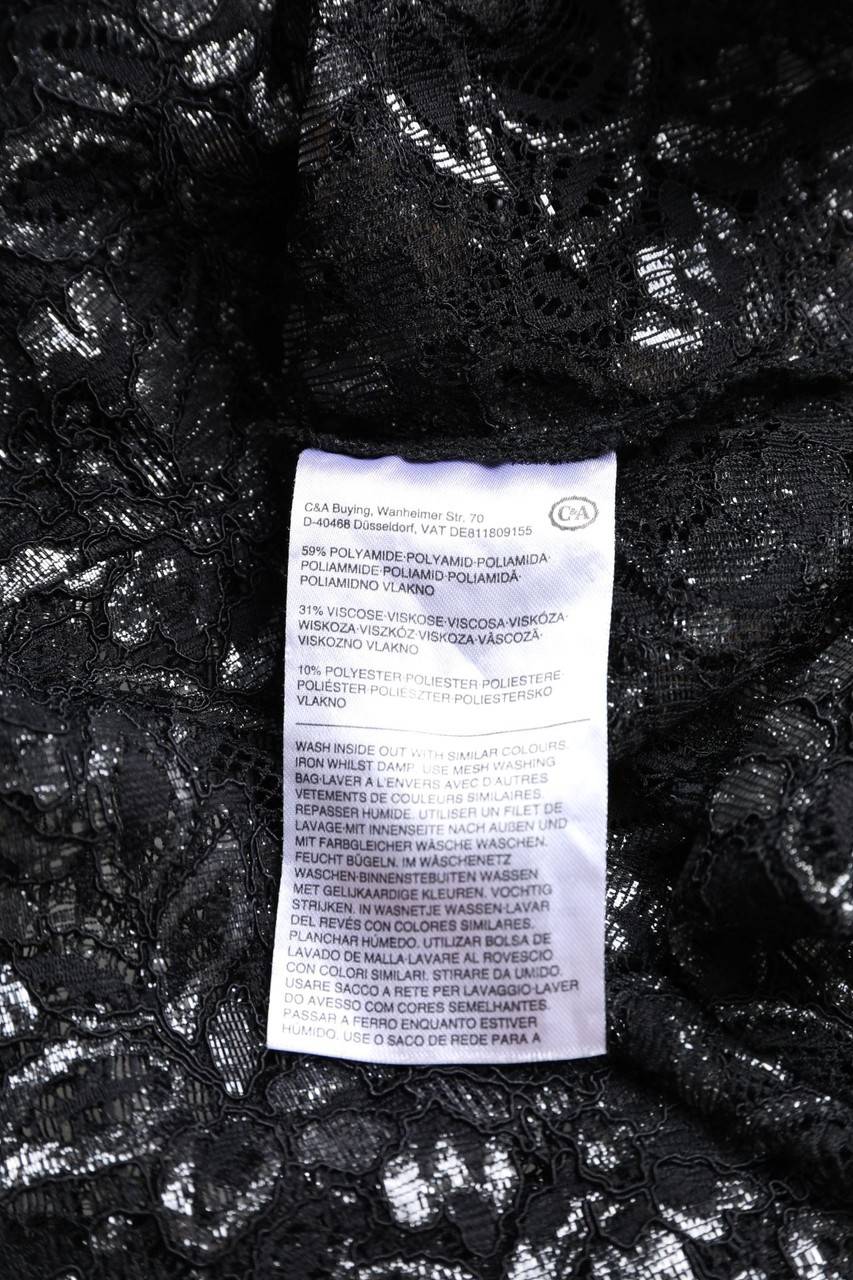 C&A Buying, Wanheimer Str. 70
D-40468 Düsseldorf, VAT DE811809155
C&A
59% POLYAMIDE·POLYAMID·POLIAMIDA·
POLIAMMIDE·POLIAMID·POLIAMIDĂ·
POLIAMIDNO VLAKNO
31% VISCOSE·VISKOSE·VISCOSA·VISKÓZA·
WISKOZA·VISZKÓZ·VISKOZA·VÂSCOZĂ·
VISKOZNO VLAKNO
10% POLYESTER·POLIESTER·POLIESTERE·
POLIÉSTER·POLIÉSZTER·POLIESTERSKO
VLAKNO
WASH INSIDE OUT WITH SIMILAR COLOURS.
IRON WHILST DAMP. USE MESH WASHING
BAG·LAVER A L'ENVERS AVEC D'AUTRES
VETEMENTS DE COULEURS SIMILAIRES.
REPASSER HUMIDE. UTILISER UN FILET DE
LAVAGE·MIT INNENSEITE NACH AUßEN UND
MIT FARBGLEICHER WÄSCHE WASCHEN.
FEUCHT BÜGELN. IM WÄSCHENETZ
WASCHEN·BINNENSTEBUITEN WASSEN
MET GELIJKAARDIGE KLEUREN. VOCHTIG
STRIJKEN. IN WASNETJE WASSEN·LAVAR
DEL REVÉS CON COLORES SIMILARES.
PLANCHAR HÚMEDO. UTILIZAR BOLSA DE
LAVADO DE MALLA·LAVARE AL ROVESCIO
CON COLORI SIMILARI. STIRARE DA UMIDO.
USARE SACCO A RETE PER LAVAGGIO·LAVER
DO AVESSO COM CORES SEMELHANTES.
PASSAR A FERRO ENQUANTO ESTIVER
HÚMIDO. USE O SACO DE REDE PARA A